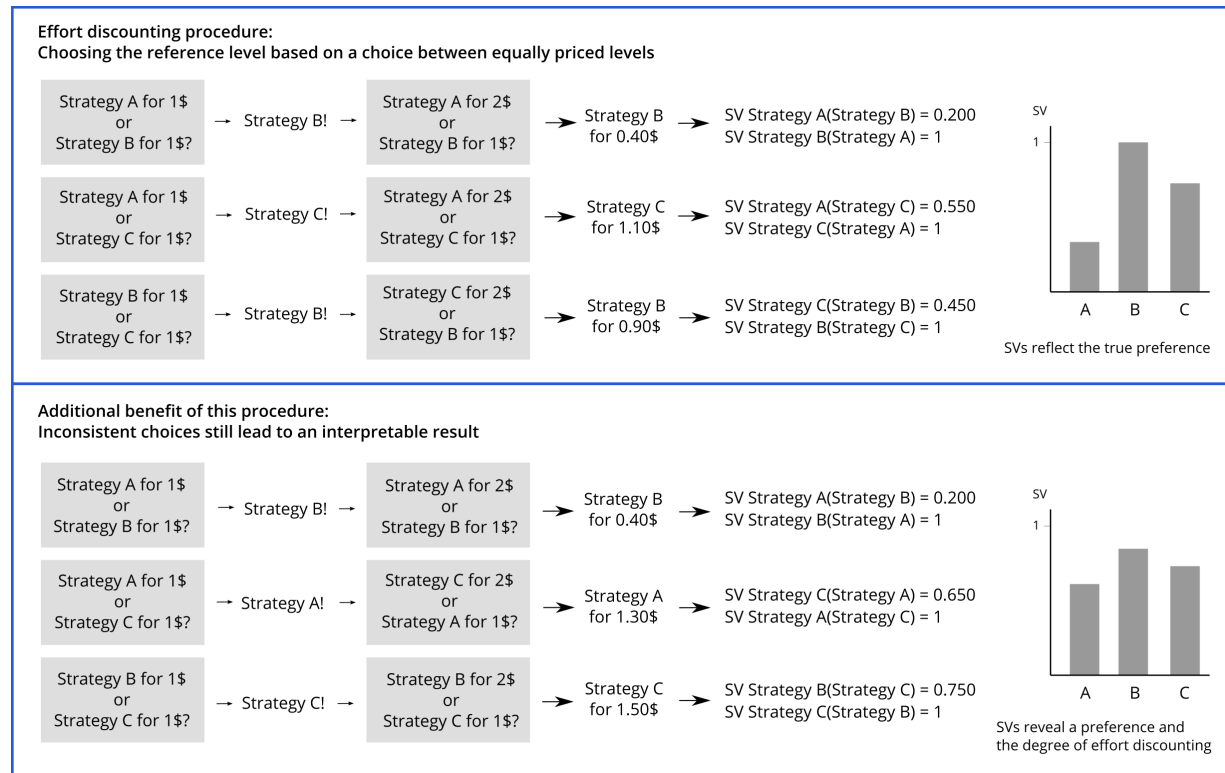 Effort discounting procedure:
Choosing the reference level based on a choice between equally priced levels
Strategy A for 1$
or
Strategy B for 1$?
→ Strategy B! →
Strategy A for 2$
or
Strategy B for 1$?
Strategy B
for 0.40$
SV Strategy A(Strategy B) = 0.200
SV Strategy B(Strategy A) = 1
Strategy A for 1$
or
Strategy C for 1$?
→ Strategy C! →
Strategy A for 2$
or
Strategy C for 1$?
Strategy C
for 1.10$
SV Strategy A(Strategy C) = 0.550
SV Strategy C(Strategy A) = 1
Strategy B for 1$
or
Strategy C for 1$?
→ Strategy B! →
Strategy C for 2$
or
Strategy B for 1$?
Strategy B
for 0.90$
SV Strategy C(Strategy B) = 0.450
SV Strategy B(Strategy C) = 1
SV
1
A B C
SVs reflect the true preference
Additional benefit of this procedure:
Inconsistent choices still lead to an interpretable result
Strategy A for 1$
or
Strategy B for 1$?
→ Strategy B! →
Strategy A for 2$
or
Strategy B for 1$?
Strategy B
for 0.40$
SV Strategy A(Strategy B) = 0.200
SV Strategy B(Strategy A) = 1
Strategy A for 1$
or
Strategy C for 1$?
→ Strategy A! →
Strategy C for 2$
or
Strategy A for 1$?
Strategy A
for 1.30$
SV Strategy C(Strategy A) = 0.650
SV Strategy A(Strategy C) = 1
Strategy B for 1$
or
Strategy C for 1$?
→ Strategy C! →
Strategy B for 2$
or
Strategy C for 1$?
Strategy C
for 1.50$
SV Strategy B(Strategy C) = 0.750
SV Strategy C(Strategy B) = 1
SV
1
A B C
SVs reveal a preference and
the degree of effort discounting